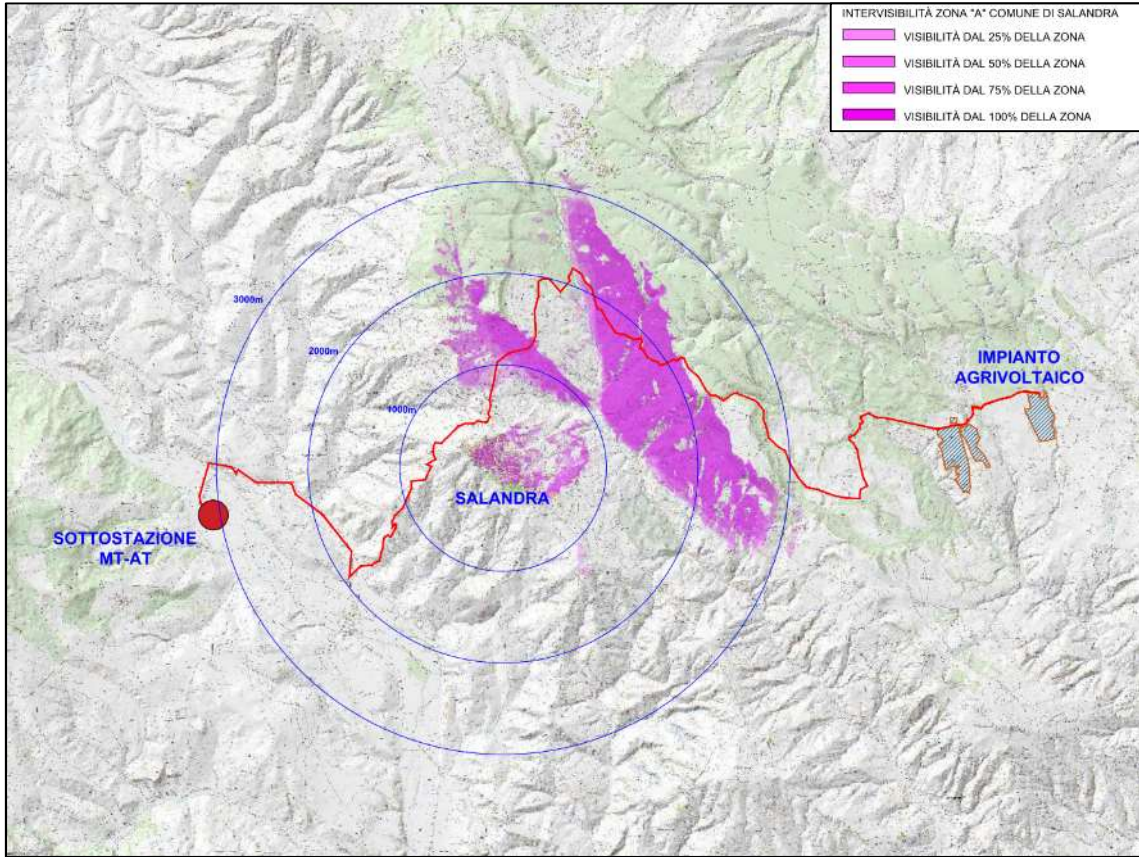 INTERVISIBILITÀ ZONA "A" COMUNE DI SALANDRA
VISIBILITÀ DAL 25% DELLA ZONA
VISIBILITÀ DAL 50% DELLA ZONA
VISIBILITÀ DAL 75% DELLA ZONA
VISIBILITÀ DAL 100% DELLA ZONA
3000m
2000m
IMPIANTO
AGRIVOLTAICO
1000m
SALANDRA
SOTTOSTAZIONE
MT-AT